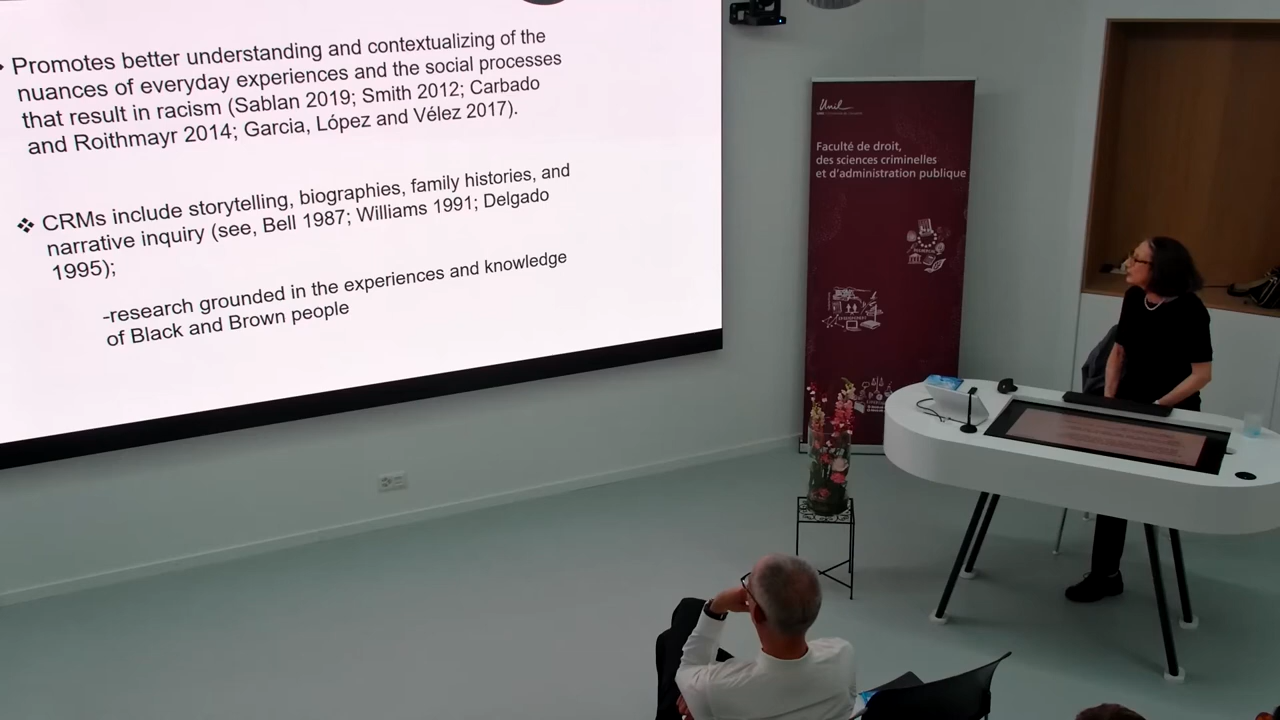 Promotes better understanding and contextualizing of the
nuances of everyday experiences and the social processes
that result in racism (Sablan 2019; Smith 2012; Carbado
and Roithmayr 2014; Garcia, López and Vélez 2017).
CRMs include storytelling, biographies, family histories, and
narrative inquiry (see, Bell 1987; Williams 1991; Delgado
1995);
-research grounded in the experiences and knowledge
of Black and Brown people
Unil
Faculté de droit,
des sciences criminelles
et d'administration publique